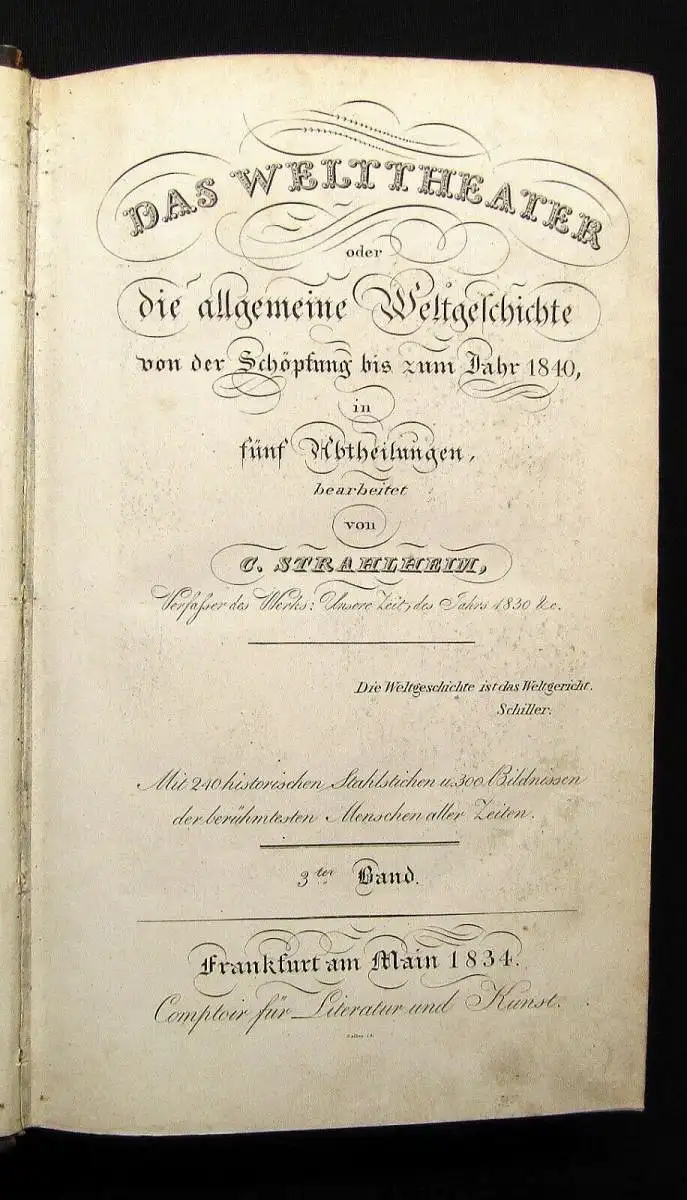 DAS WELTTHEATER
oder
die allgemeine Weltgeschichte
von der Schöpfung bis zum Jahr 1840,
in
fünf Abtheilungen,
bearbeitet
von
C. STRAHLHEIM,
Verfasser des Werks: Unsere Zeit, des Jahrs 1830 &c.
Die Weltgeschichte ist das Weltgericht.
Schiller.
Mit 240 historischen Stahlstichen u. 300 Bildnissen
der berühmtesten Menschen aller Zeiten.
3ter Band.
Frankfurt am Main 1834.
Comptoir für Literatur und Kunst.